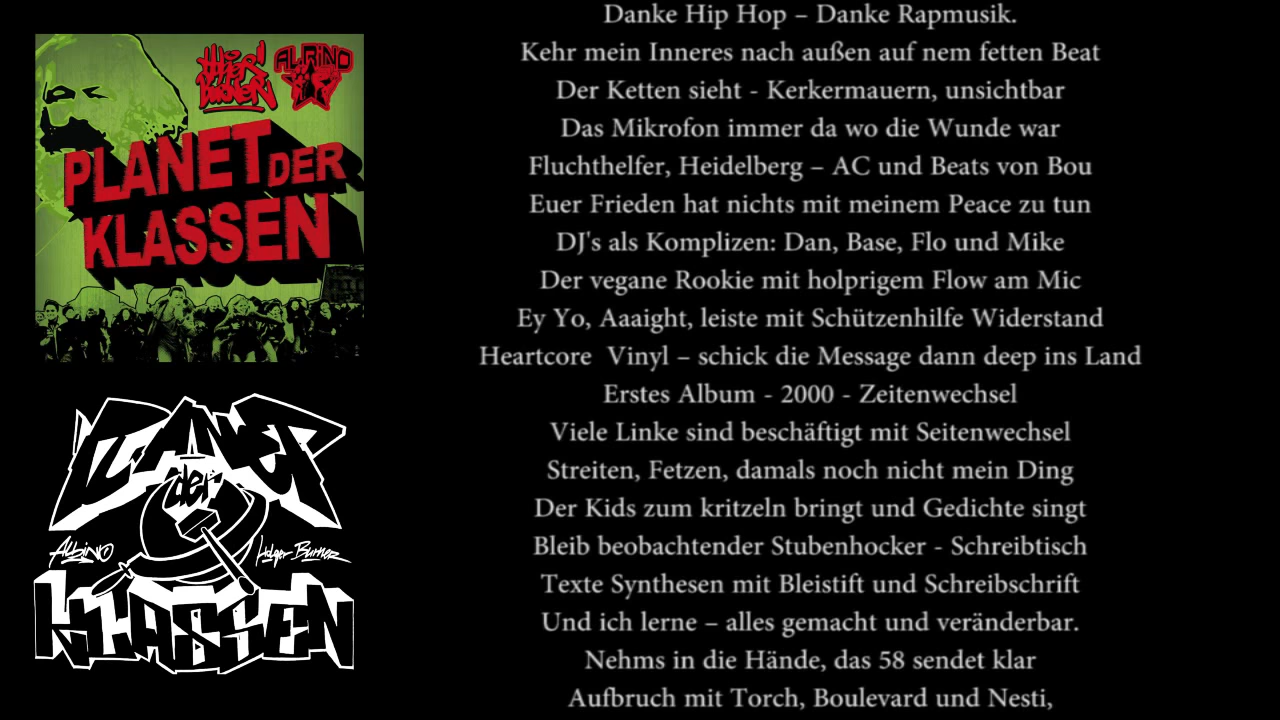 HOLGER BURNER
ALBINO
PLANET DER
KLASSEN
PLANET
der
Albino
Holger Burner
KLASSEN
Danke Hip Hop – Danke Rapmusik.
Kehr mein Inneres nach außen auf nem fetten Beat
Der Ketten sieht - Kerkermauern, unsichtbar
Das Mikrofon immer da wo die Wunde war
Fluchthelfer, Heidelberg – AC und Beats von Bou
Euer Frieden hat nichts mit meinem Peace zu tun
DJ's als Komplizen: Dan, Base, Flo und Mike
Der vegane Rookie mit holprigem Flow am Mic
Ey Yo, Aaaight, leiste mit Schützenhilfe Widerstand
Heartcore  Vinyl – schick die Message dann deep ins Land
Erstes Album - 2000 - Zeitenwechsel
Viele Linke sind beschäftigt mit Seitenwechsel
Streiten, Fetzen, damals noch nicht mein Ding
Der Kids zum kritzeln bringt und Gedichte singt
Bleib beobachtender Stubenhocker - Schreibtisch
Texte Synthesen mit Bleistift und Schreibschrift
Und ich lerne – alles gemacht und veränderbar.
Nehms in die Hände, das 58 sendet klar
Aufbruch mit Torch, Boulevard und Nesti,